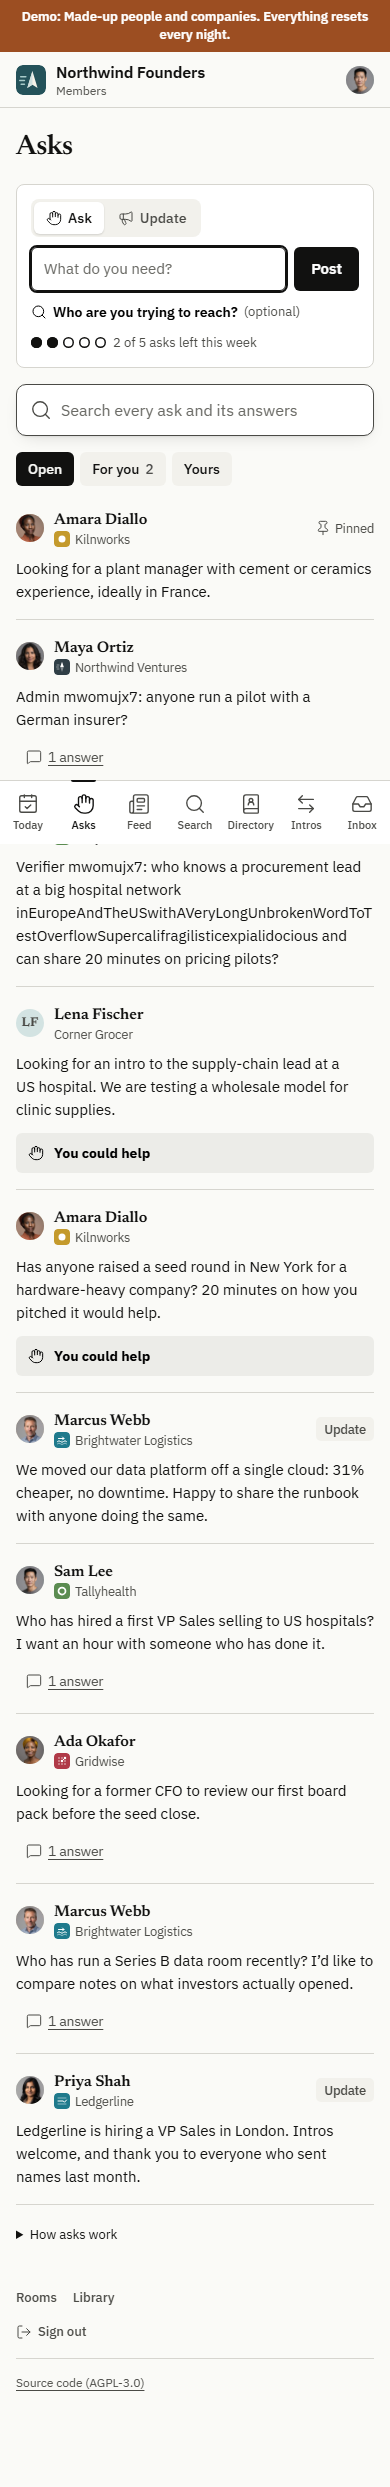 Demo: Made-up people and companies. Everything resets
every night.
Northwind Founders
Members
Asks
Ask
Update
What do you need?
Post
Who are you trying to reach? (optional)
2 of 5 asks left this week
Search every ask and its answers
Open
For you 2
Yours
Amara Diallo
Kilnworks
Pinned
Looking for a plant manager with cement or ceramics
experience, ideally in France.
Maya Ortiz
Northwind Ventures
Admin mwomujx7: anyone run a pilot with a
German insurer?
1 answer
Today
Asks
Feed
Search
Directory
Intros
Inbox
Verifier mwomujx7: who knows a procurement lead
at a big hospital network
inEuropeAndTheUSwithAVeryLongUnbrokenWordToT
estOverflowSupercalifragilisticexpialidocious and
can share 20 minutes on pricing pilots?
LF
Lena Fischer
Corner Grocer
Looking for an intro to the supply-chain lead at a
US hospital. We are testing a wholesale model for
clinic supplies.
You could help
Amara Diallo
Kilnworks
Has anyone raised a seed round in New York for a
hardware-heavy company? 20 minutes on how you
pitched it would help.
You could help
Marcus Webb
Brightwater Logistics
Update
We moved our data platform off a single cloud: 31%
cheaper, no downtime. Happy to share the runbook
with anyone doing the same.
Sam Lee
Tallyhealth
Who has hired a first VP Sales selling to US hospitals?
I want an hour with someone who has done it.
1 answer
Ada Okafor
Gridwise
Looking for a former CFO to review our first board
pack before the seed close.
1 answer
Marcus Webb
Brightwater Logistics
Who has run a Series B data room recently? I’d like to
compare notes on what investors actually opened.
1 answer
Priya Shah
Ledgerline
Update
Ledgerline is hiring a VP Sales in London. Intros
welcome, and thank you to everyone who sent
names last month.
How asks work
Rooms
Library
Sign out
Source code (AGPL-3.0)